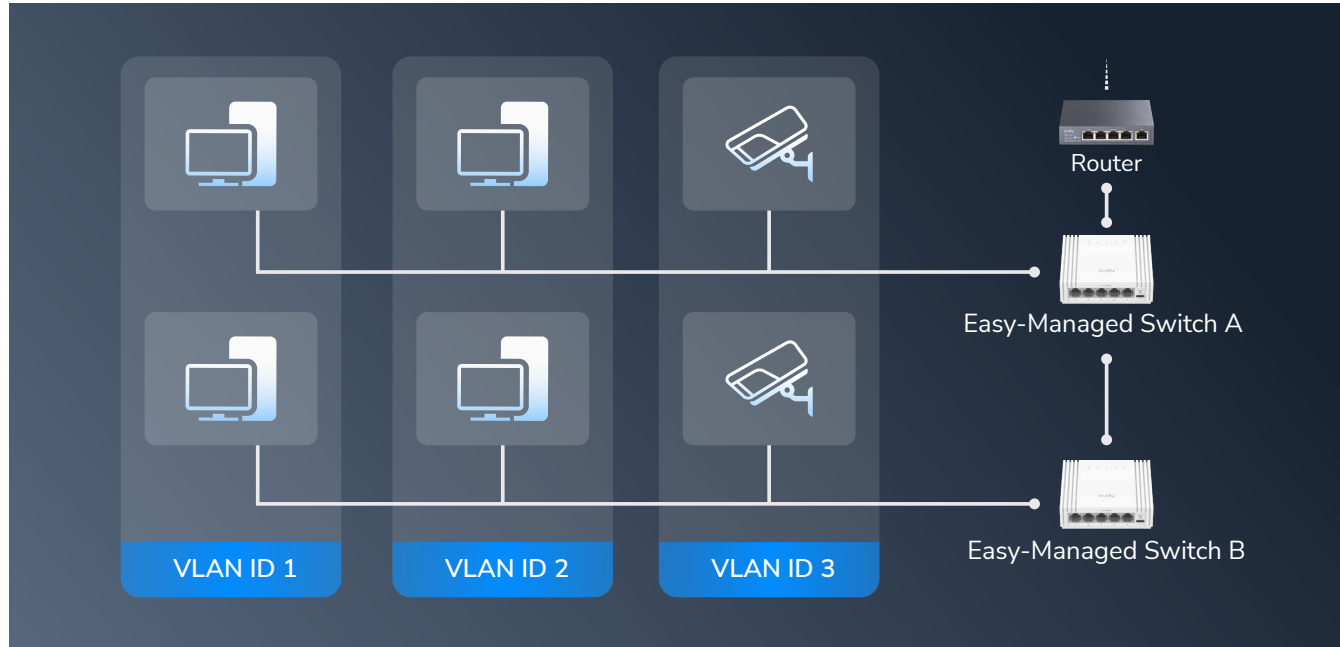 Router
Easy-Managed Switch A
Easy-Managed Switch B
VLAN ID 1
VLAN ID 2
VLAN ID 3